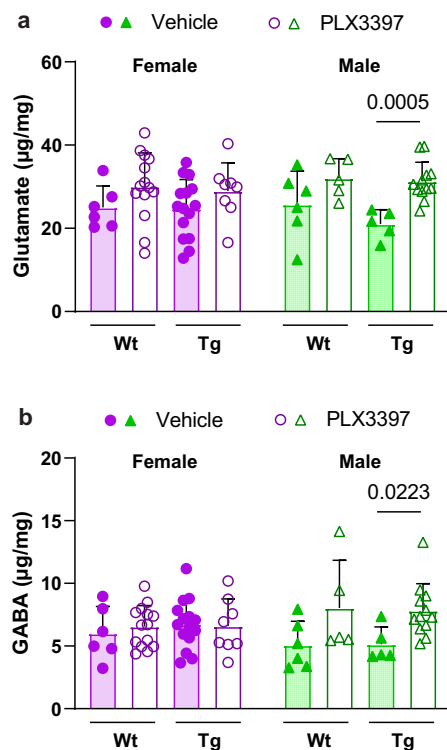 a
Vehicle PLX3397
Female Male
0.0005
60
40
20
0
Glutamate (µg/mg)
Wt Tg Wt Tg
b
Vehicle PLX3397
Female Male
0.0223
20
15
10
5
0
GABA (µg/mg)
Wt Tg Wt Tg